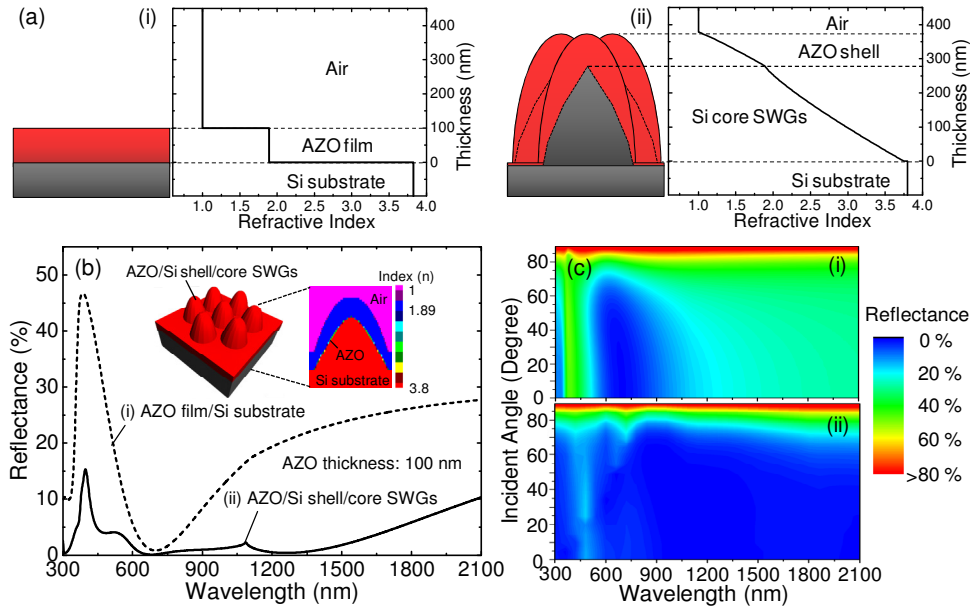 (a)
(i)
Air
AZO film
Si substrate
400
300
200
100
0
Thickness (nm)
1.0 1.5 2.0 2.5 3.0 3.5 4.0
Refractive Index
(ii)
Air
AZO shell
Si core SWGs
Si substrate
400
300
200
100
0
Thickness (nm)
1.0 1.5 2.0 2.5 3.0 3.5 4.0
Refractive Index
(b)
50
40
30
20
10
0
Reflectance (%)
AZO/Si shell/core SWGs
Index (n)
Air
1
1.89
AZO
Si substrate
3.8
(i) AZO film/Si substrate
AZO thickness: 100 nm
(ii) AZO/Si shell/core SWGs
300 600 900 1200 1500 1800 2100
Wavelength (nm)
(c)
(i)
80
60
40
20
0
(ii)
80
60
40
20
0
Incident Angle (Degree)
300 600 900 1200 1500 1800 2100
Wavelength (nm)
Reflectance
0 %
20 %
40 %
60 %
>80 %